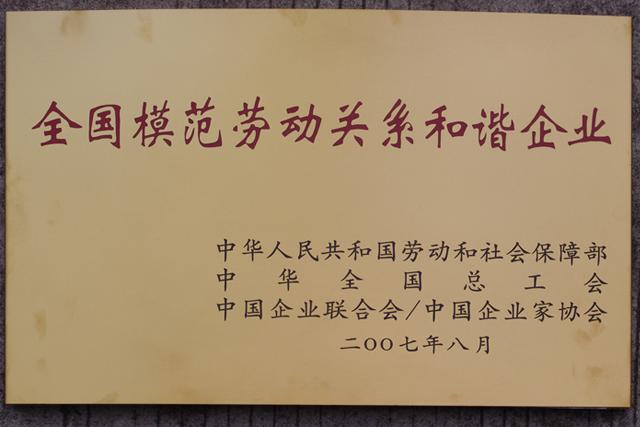 全国模范劳动关系和谐企业
中华人民共和国劳动和社会保障部
中华全国总工会
中国企业联合会/中国企业家协会
二〇〇七年八月